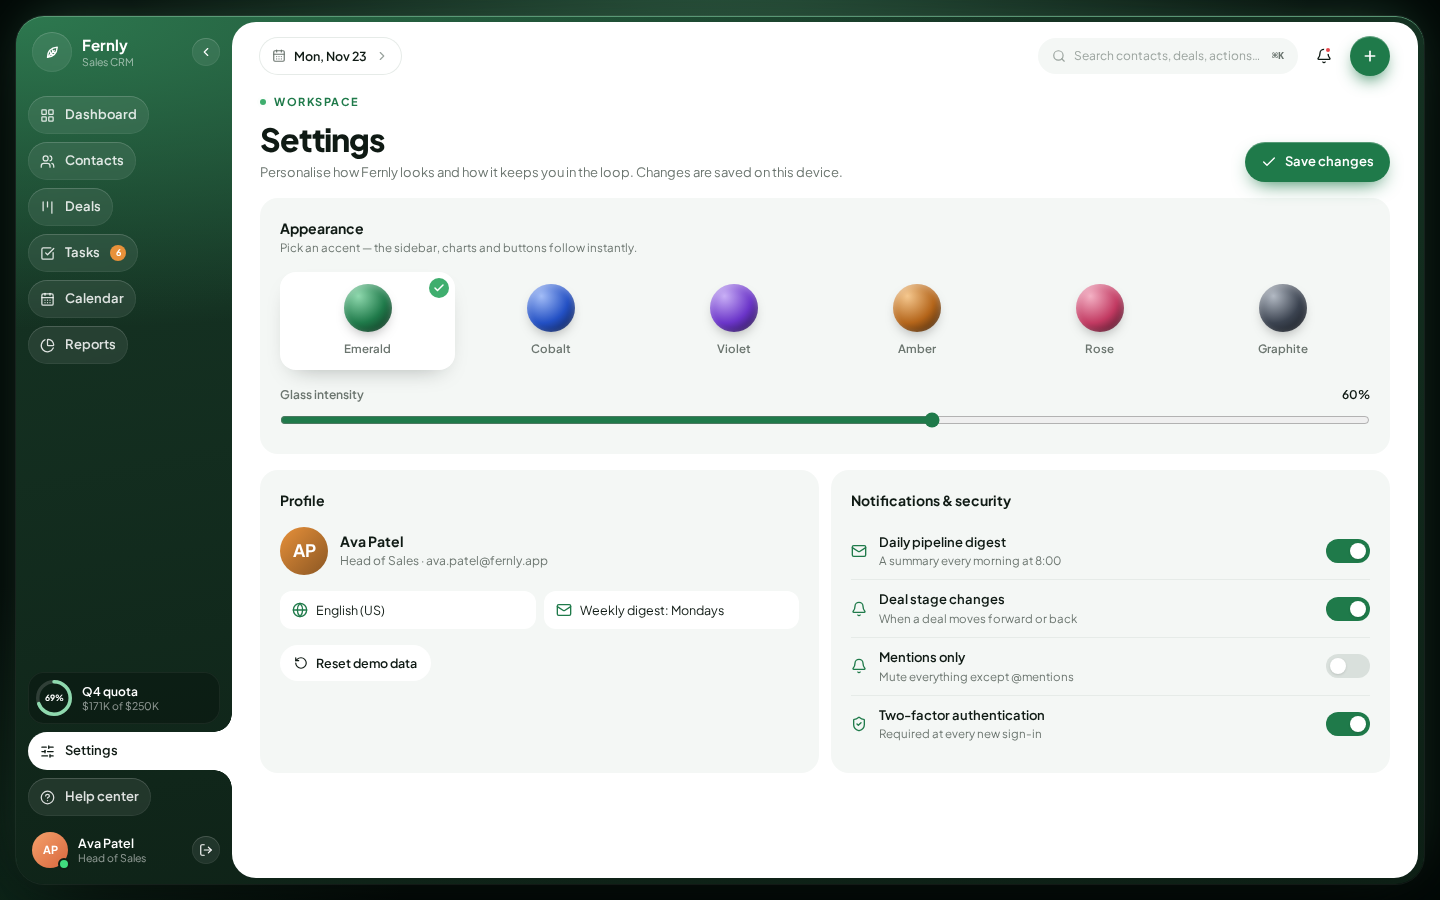 Fernly
Sales CRM
Dashboard
Contacts
Deals
Tasks 6
Calendar
Reports
69%
Q4 quota
$171K of $250K
Settings
Help center
AP
Ava Patel
Head of Sales
Mon, Nov 23
Search contacts, deals, actions... ⌘K
WORKSPACE
Settings
Personalise how Fernly looks and how it keeps you in the loop. Changes are saved on this device.
Save changes
Appearance
Pick an accent — the sidebar, charts and buttons follow instantly.
Emerald
Cobalt
Violet
Amber
Rose
Graphite
Glass intensity
60%
Profile
AP
Ava Patel
Head of Sales · ava.patel@fernly.app
English (US)
Weekly digest: Mondays
Reset demo data
Notifications & security
Daily pipeline digest
A summary every morning at 8:00
Deal stage changes
When a deal moves forward or back
Mentions only
Mute everything except @mentions
Two-factor authentication
Required at every new sign-in